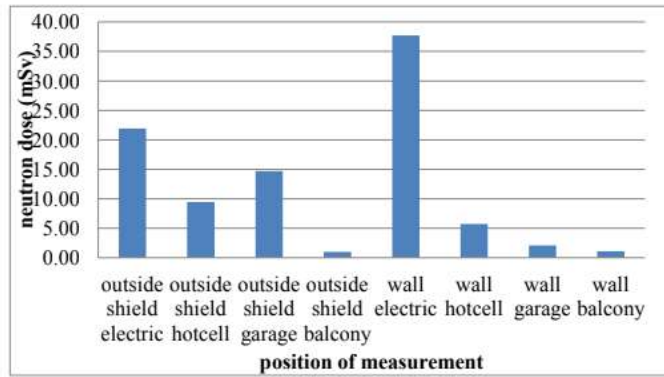 neutron dose (mSv)
40.00
35.00
30.00
25.00
20.00
15.00
10.00
5.00
0.00
outside shield electric
outside shield hotcell
outside shield garage
outside shield balcony
wall electric
wall hotcell
wall garage
wall balcony
position of measurement